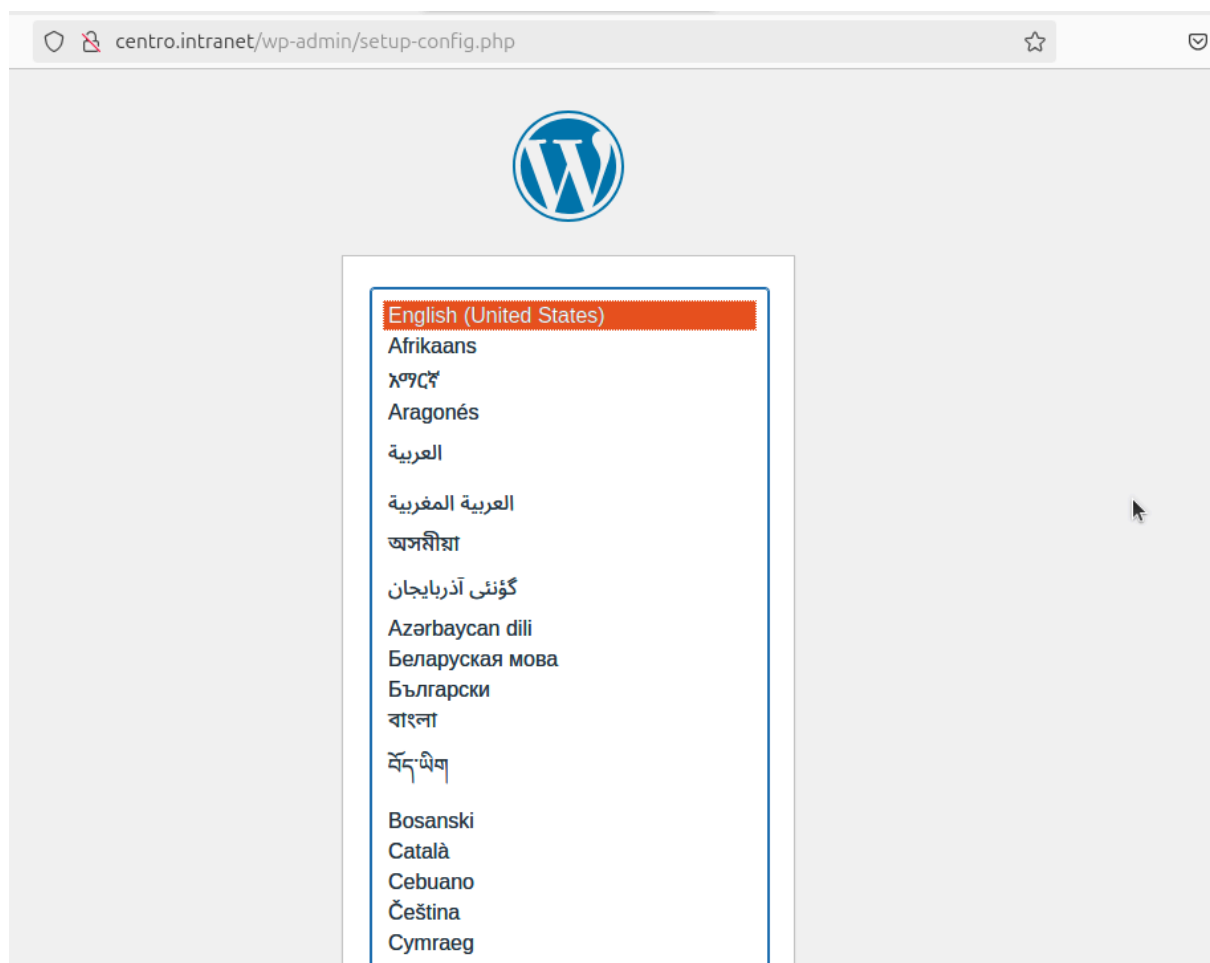 centro.intranet/wp-admin/setup-config.php
English (United States)
Afrikaans
አማርኛ
Aragonés
العربية
العربية المغربية
অসমীয়া
گؤنئی آذربایجان
Azərbaycan dili
Беларуская мова
Български
বাংলা
བོད་ཡིག
Bosanski
Català
Cebuano
Čeština
Cymraeg